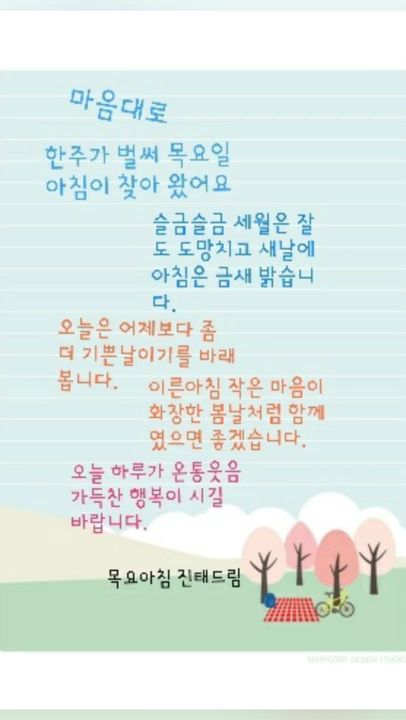 마음대로
한주가 벌써 목요일
아침이 찾아 왔어요
슬금슬금 세월은 잘
도 도망치고 새날에
아침은 금새 밝습니
다.
오늘은 어제보다 좀
더 기쁜날이기를 바래
봅니다.
이른아침 작은 마음이
화창한 봄날처럼 함께
였으면 좋겠습니다.
오늘 하루가 온통웃음
가득찬 행복이 시길
바랍니다.
목요아침 진태드림
MARICONY DESIGN STUDIO